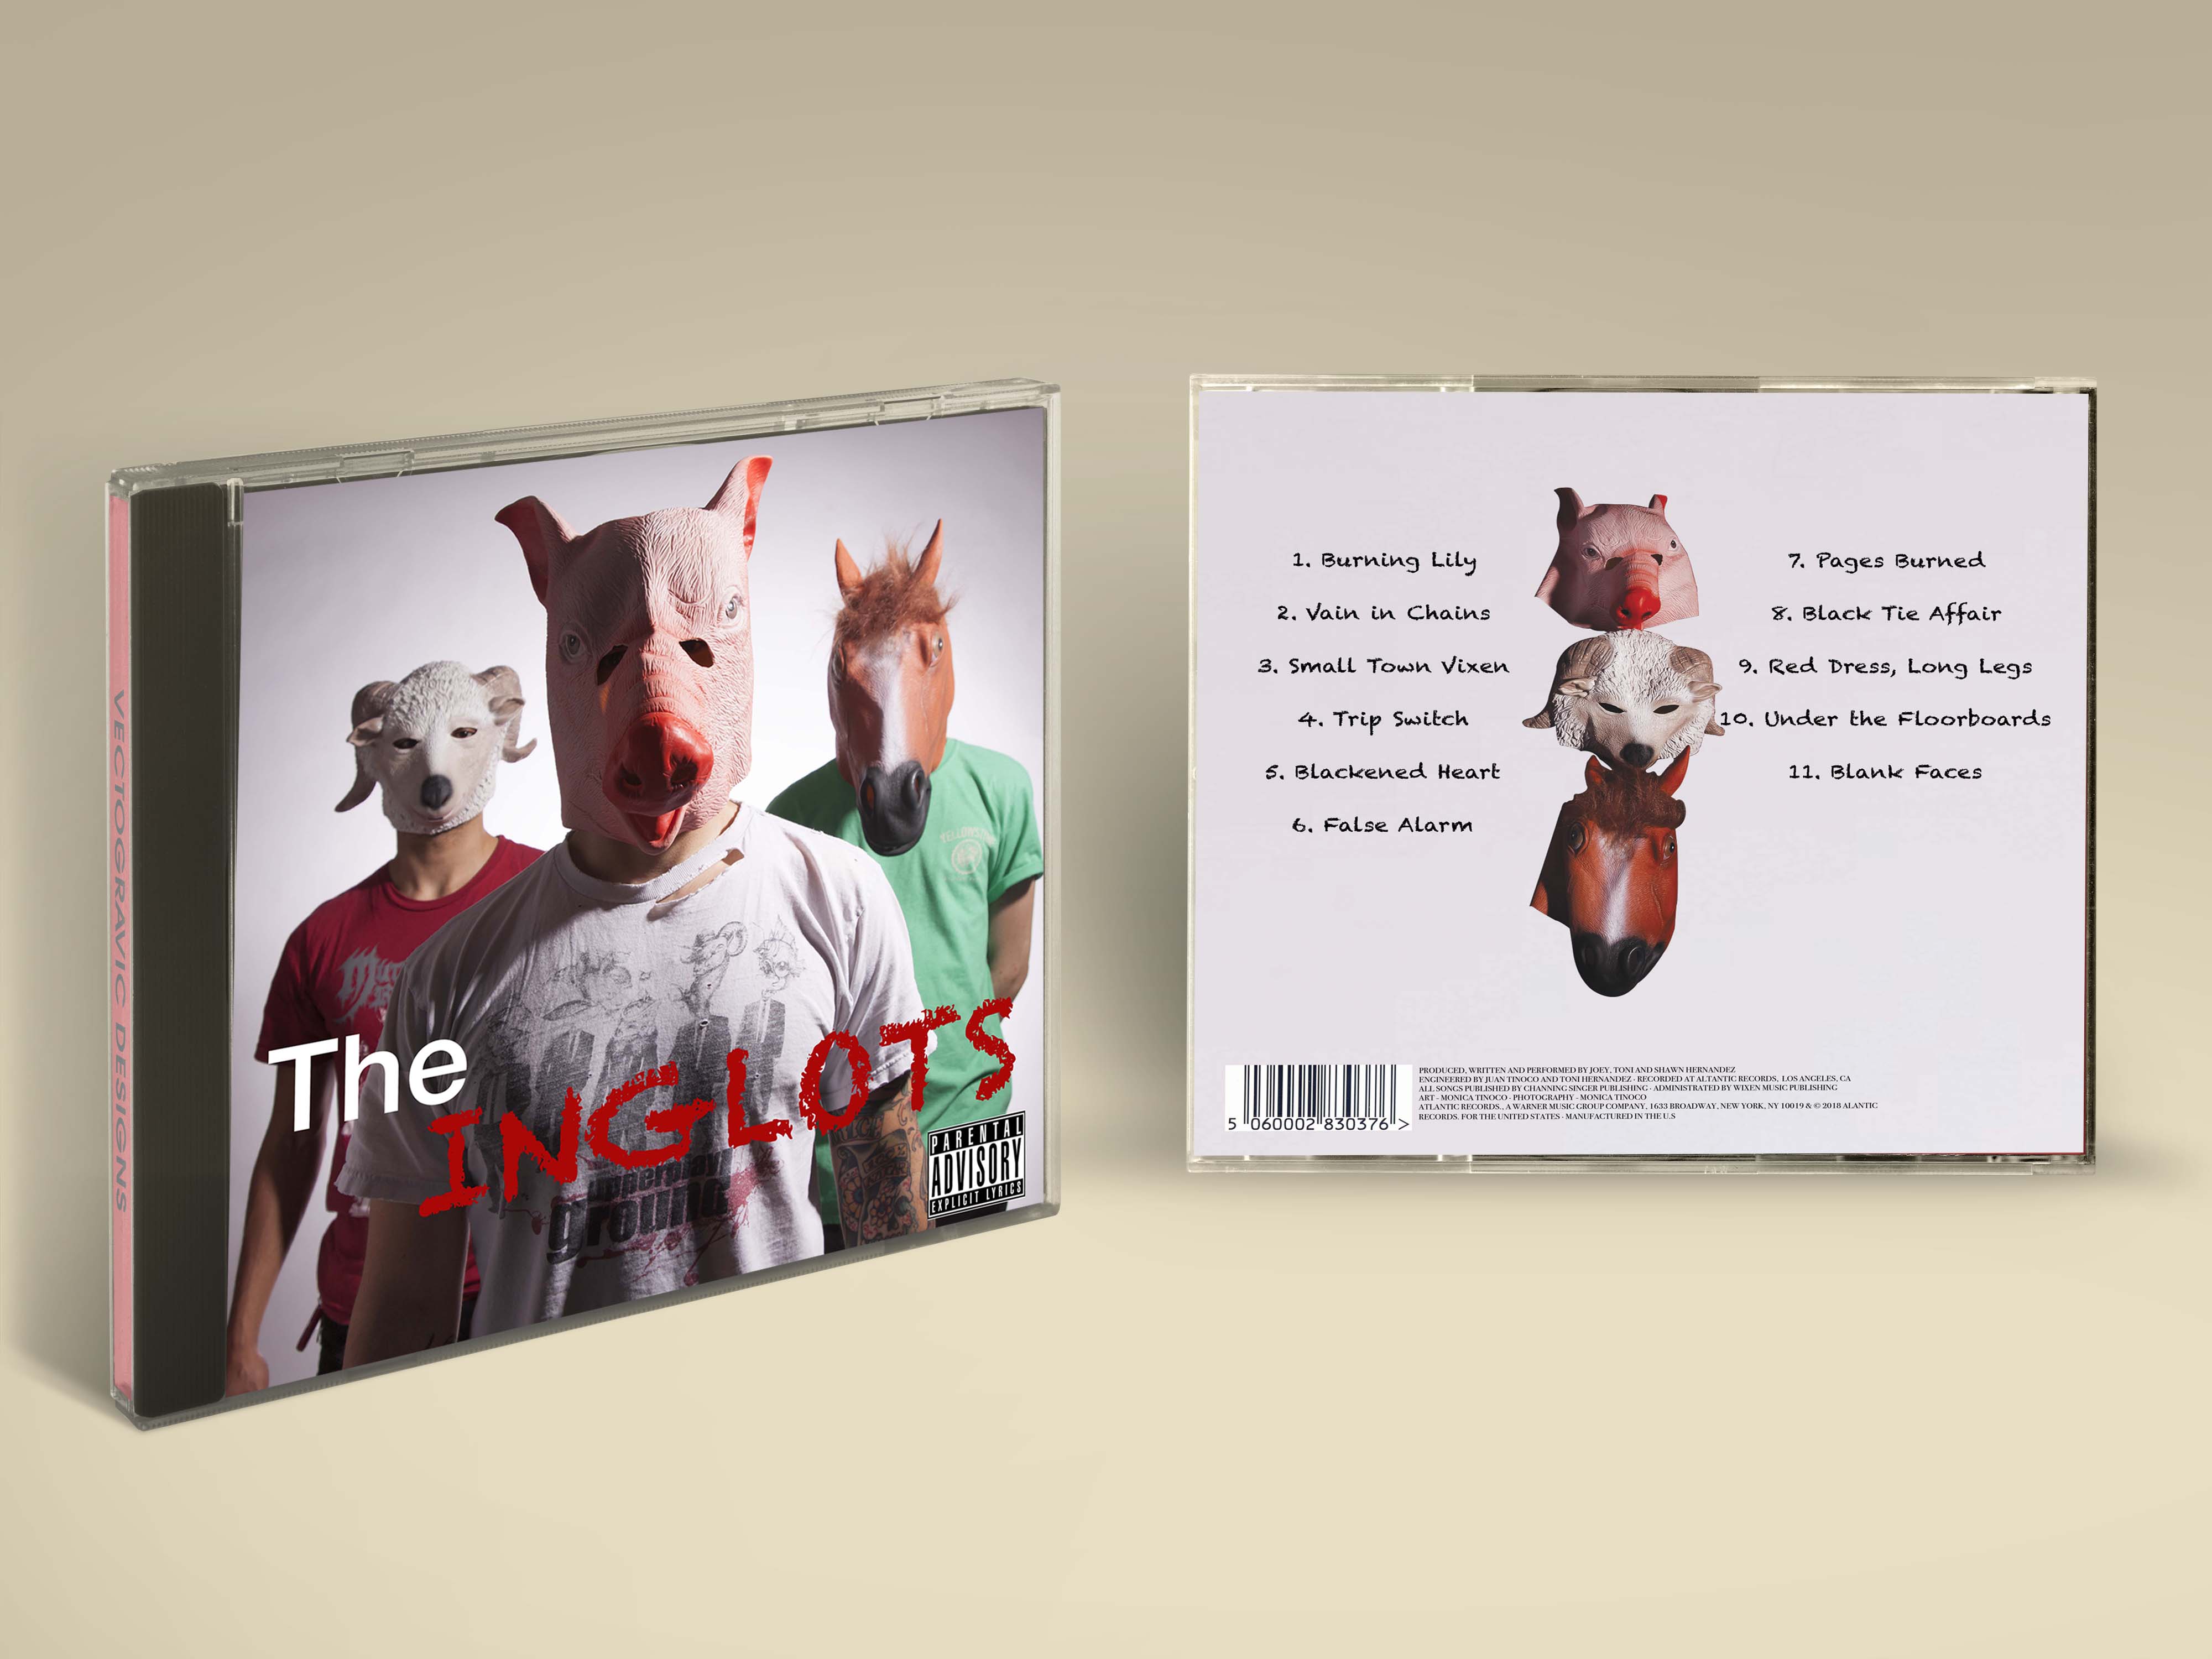 VECTOGRAVIC DESIGNS
The
INGLOTS
ground
PARENTAL
ADVISORY
EXPLICIT LYRICS
1. Burning Lily
2. Vain in Chains
3. Small Town Vixen
4. Trip Switch
5. Blackened Heart
6. False Alarm
7. Pages Burned
8. Black Tie Affair
9. Red Dress, Long Legs
10. Under the Floorboards
11. Blank Faces
5 060002 830376 >
PRODUCED, WRITTEN AND PERFORMED BY JOEY, TONI AND SHAWN HERNANDEZ
ENGINEERED BY JUAN TINOCO AND TONI HERNANDEZ - RECORDED AT ALTANTIC RECORDS, LOS ANGELES, CA
ALL SONGS PUBLISHED BY CHANNING SINGER PUBLISHING - ADMINISTRATED BY WIXEN MUSIC PUBLISHING
ART - MONICA TINOCO - PHOTOGRAPHY - MONICA TINOCO
ATLANTIC RECORDS., A WARNER MUSIC GROUP COMPANY, 1633 BROADWAY, NEW YORK, NY 10019 & © 2018 ALANTIC
RECORDS. FOR THE UNITED STATES - MANUFACTURED IN THE U.S